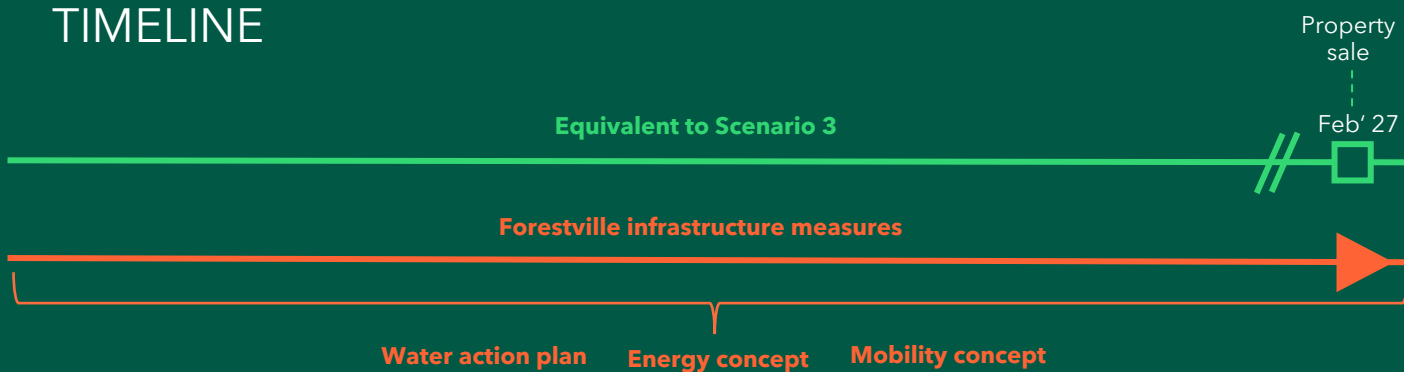 TIMELINE
Property
sale
Equivalent to Scenario 3
Feb‘ 27
Forestville infrastructure measures
Water action plan
Energy concept
Mobility concept